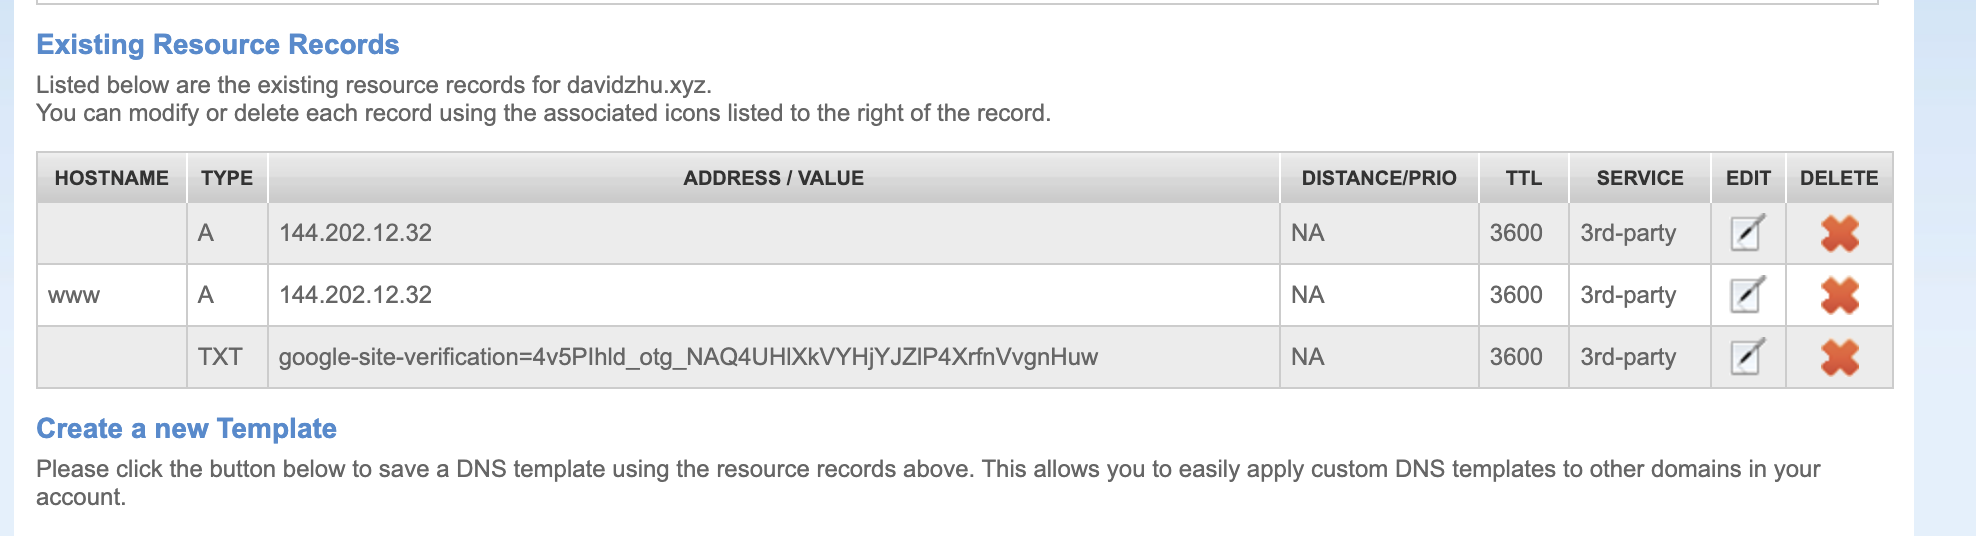 Existing Resource Records
Listed below are the existing resource records for davidzhu.xyz.
You can modify or delete each record using the associated icons listed to the right of the record.
HOSTNAME TYPE ADDRESS / VALUE DISTANCE/PRIO TTL SERVICE EDIT DELETE
A 144.202.12.32 NA 3600 3rd-party
www A 144.202.12.32 NA 3600 3rd-party
TXT google-site-verification=4v5PIhld_otg_NAQ4UHlXkVYHjYJZlP4XrfnVvgnHuw NA 3600 3rd-party
Create a new Template
Please click the button below to save a DNS template using the resource records above. This allows you to easily apply custom DNS templates to other domains in your
account.